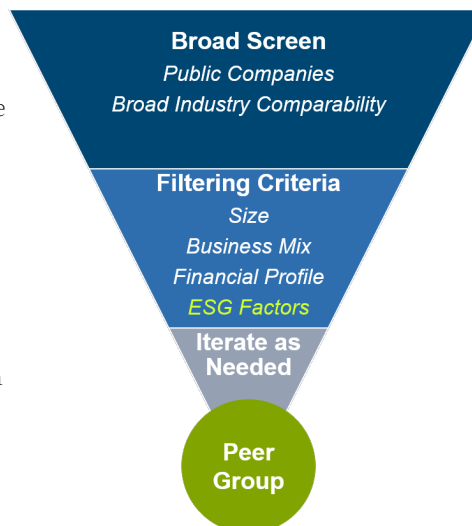 Broad Screen
Public Companies
Broad Industry Comparability
Filtering Criteria
Size
Business Mix
Financial Profile
ESG Factors
Iterate as
Needed
Peer
Group